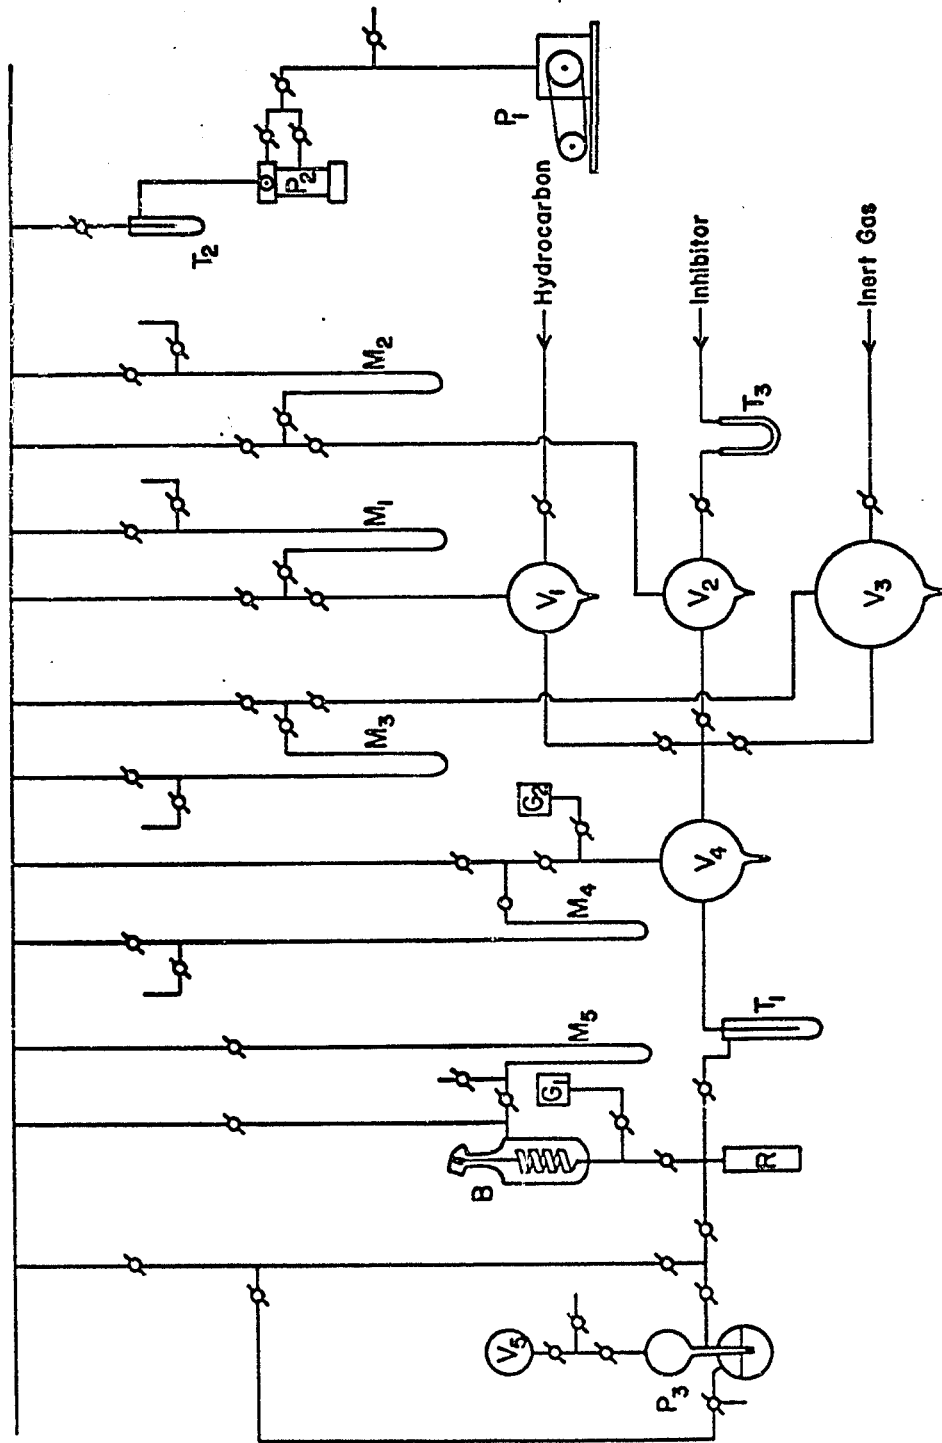 P1
P2
T2
Hydrocarbon
Inhibitor
Inert Gas
M2
T3
M1
V1
V2
V3
M3
G2
V4
M4
T1
M5
G1
B
R
V5
P3